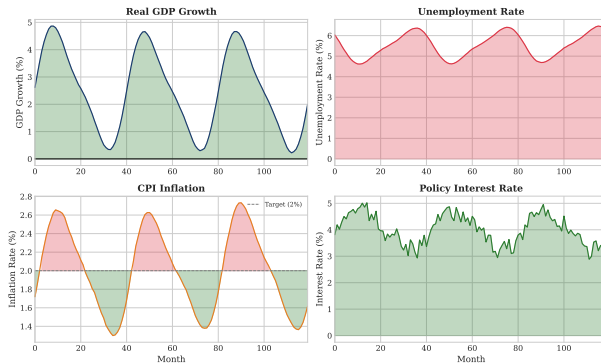 Real GDP Growth
GDP Growth (%)
5
4
3
2
1
0
0 20 40 60 80 100
Unemployment Rate
Unemployment Rate (%)
6
5
4
3
2
1
0
0 20 40 60 80 100
CPI Inflation
Inflation Rate (%)
2.8
2.6
2.4
2.2
2.0
1.8
1.6
1.4
Target (2%)
0 20 40 60 80 100
Month
Policy Interest Rate
Interest Rate (%)
5
4
3
2
1
0
0 20 40 60 80 100
Month